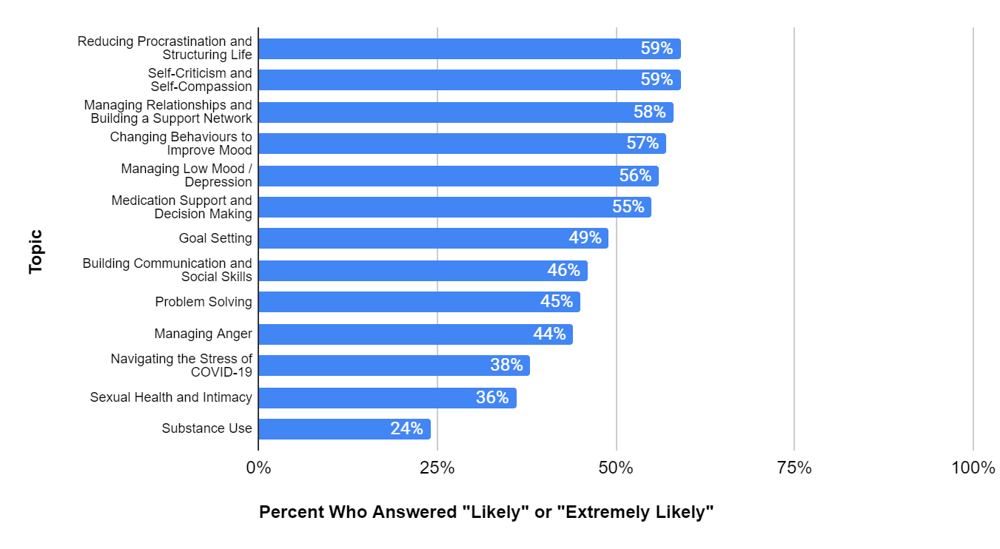 Reducing Procrastination and
Structuring Life
59%
Self-Criticism and
Self-Compassion
59%
Managing Relationships and
Building a Support Network
58%
Changing Behaviours to
Improve Mood
57%
Managing Low Mood /
Depression
56%
Medication Support and
Decision Making
55%
Goal Setting
49%
Building Communication and
Social Skills
46%
Problem Solving
45%
Managing Anger
44%
Navigating the Stress of
COVID-19
38%
Sexual Health and Intimacy
36%
Substance Use
24%
Topic
0%
25%
50%
75%
100%
Percent Who Answered "Likely" or "Extremely Likely"